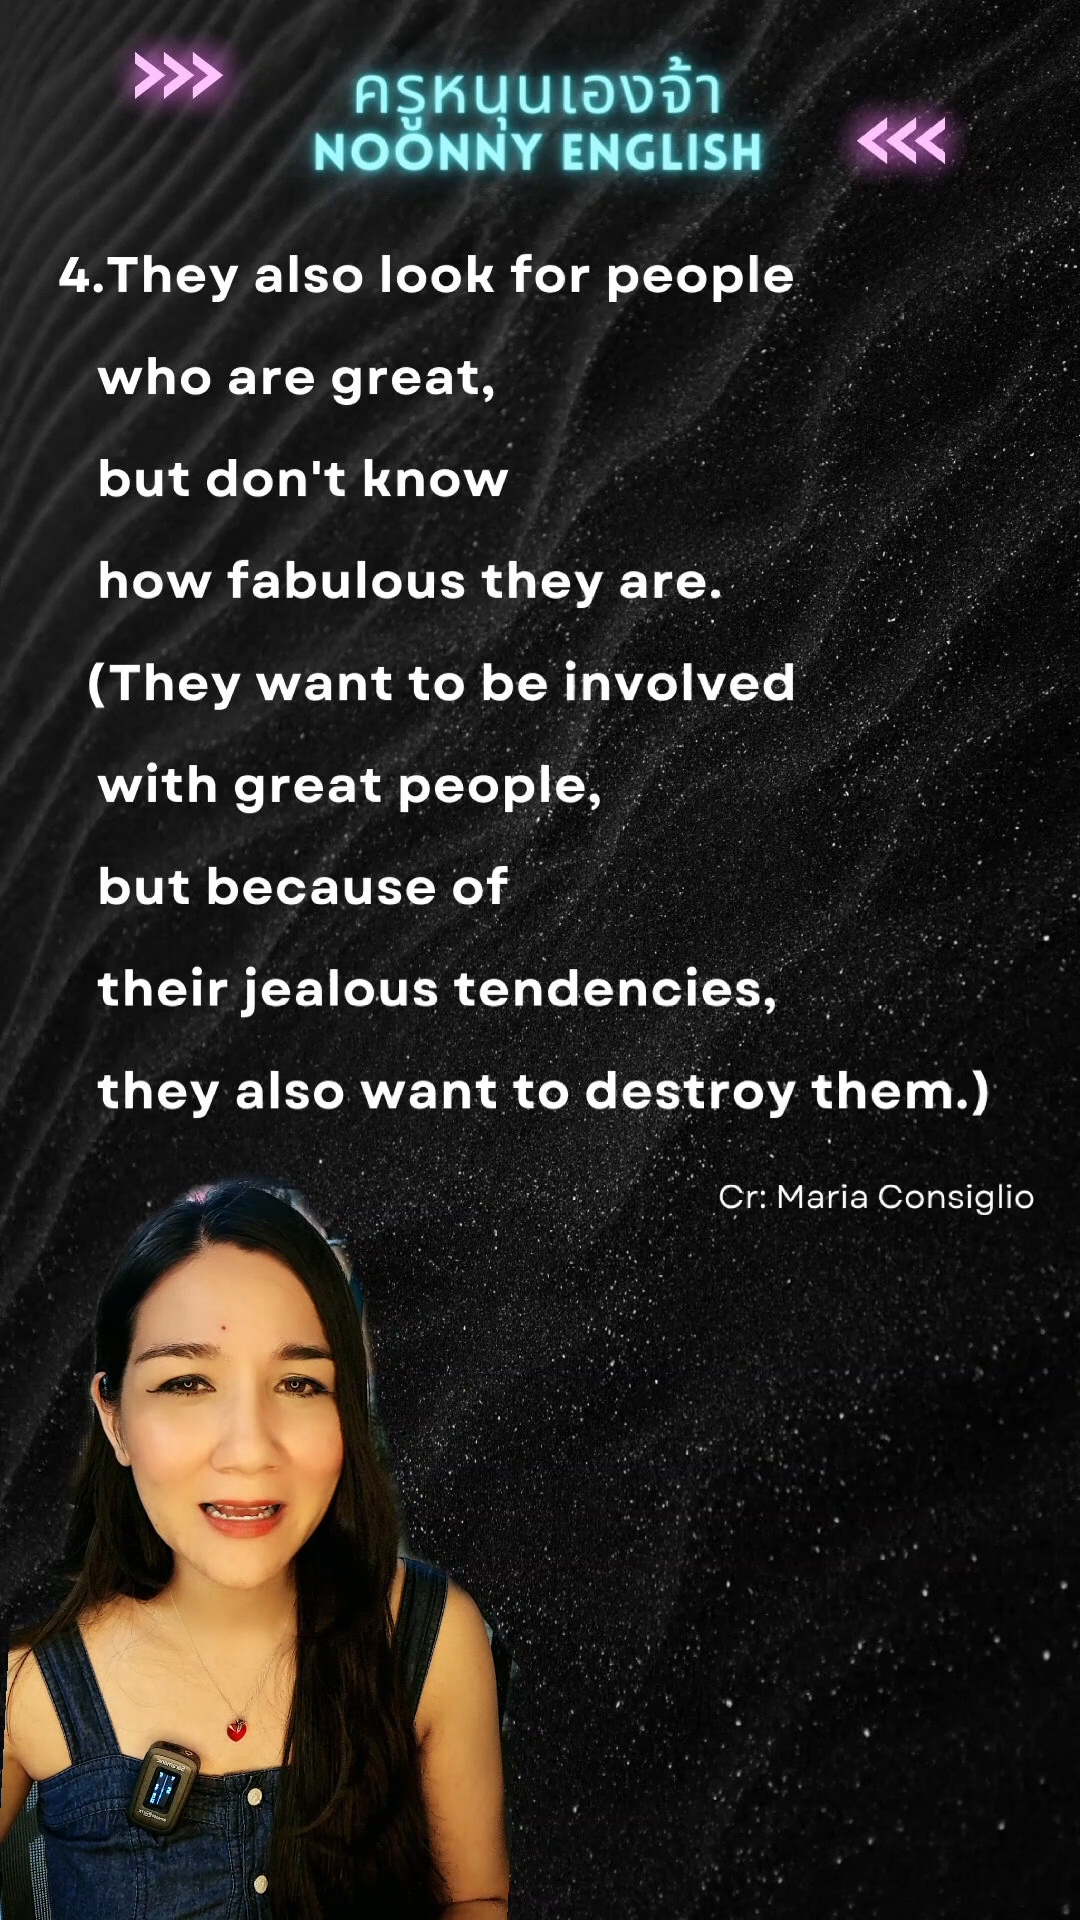 ครูหนุนเองจ้า
NOONNY ENGLISH
4.They also look for people
who are great,
but don't know
how fabulous they are.
(They want to be involved
with great people,
but because of
their jealous tendencies,
they also want to destroy them.)
Cr: Maria Consiglio